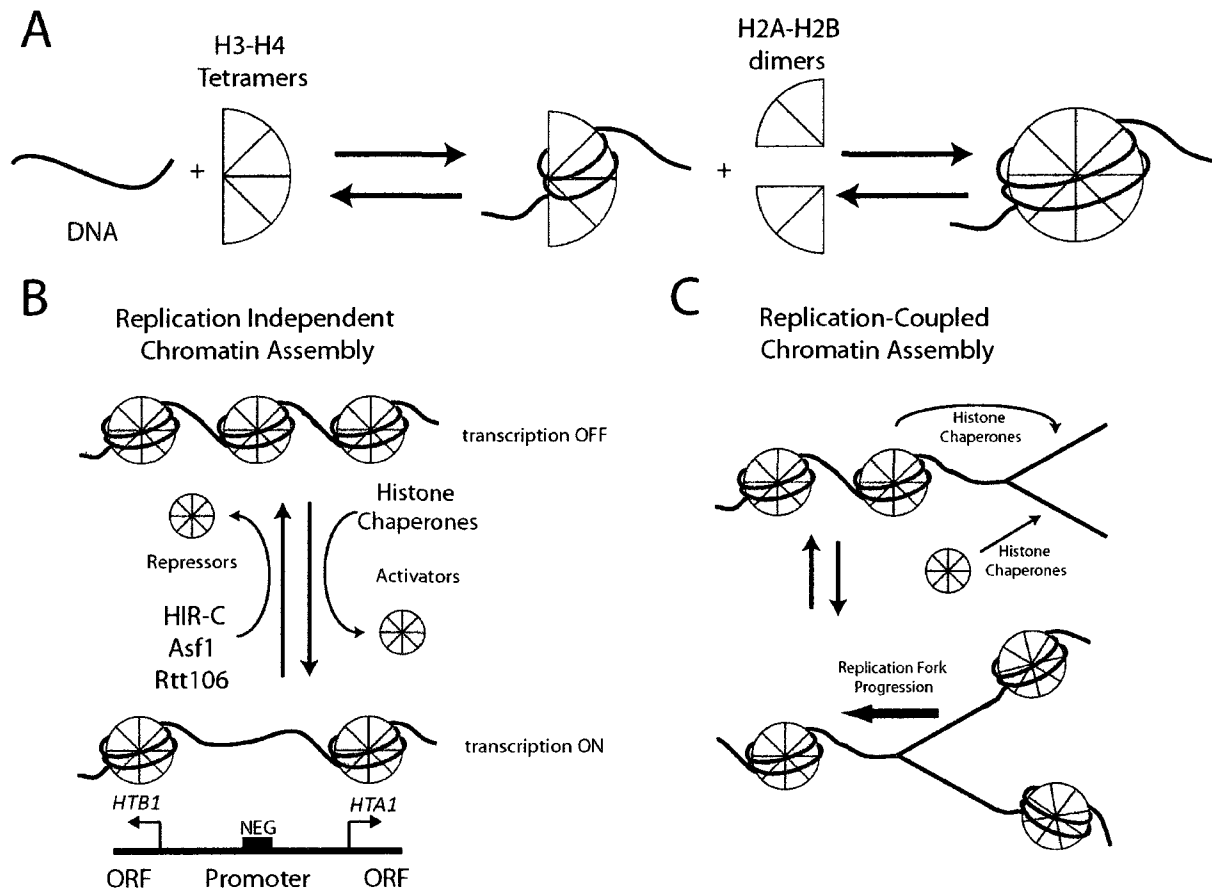 A
H3-H4
Tetramers
H2A-H2B
dimers
+
+
DNA
B
Replication Independent
Chromatin Assembly
transcription OFF
Histone
Chaperones
Repressors
Activators
HIR-C
Asf1
Rtt106
transcription ON
HTB1
HTA1
NEG
ORF
Promoter
ORF
C
Replication-Coupled
Chromatin Assembly
Histone
Chaperones
Histone
Chaperones
Replication Fork
Progression